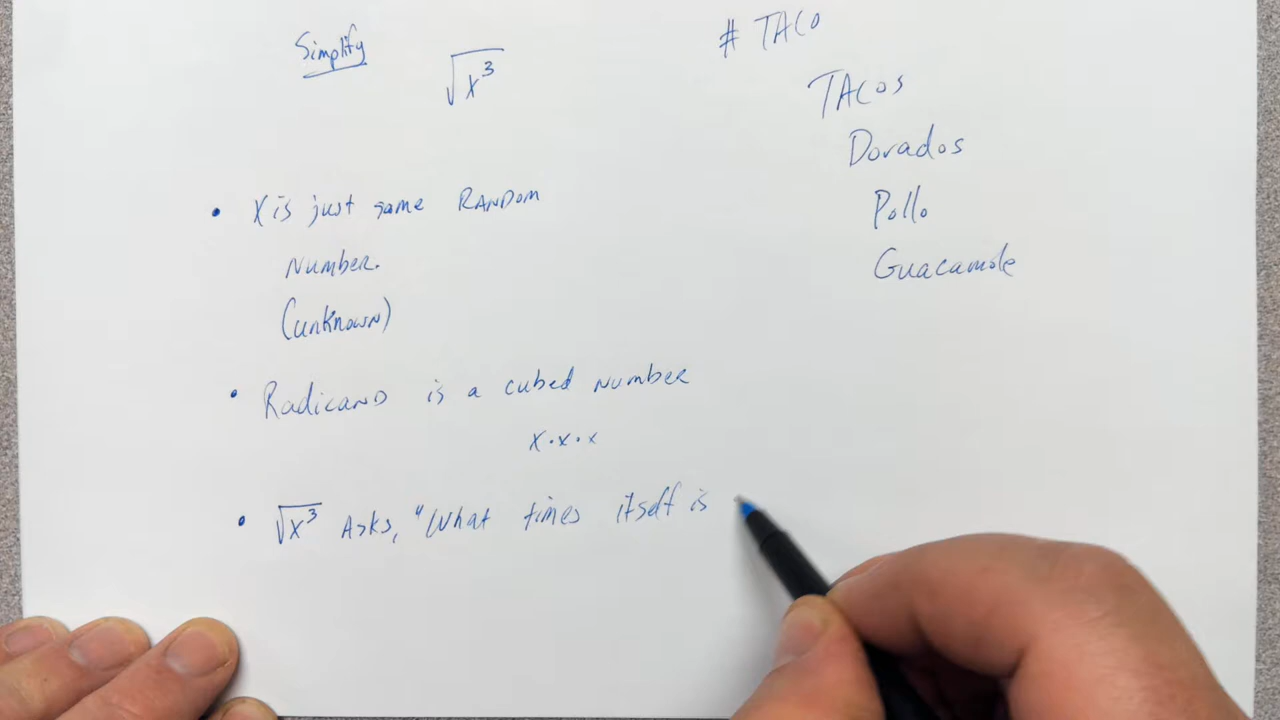 Simplify
√x³
# TACO
TACOS
Dorados
Pollo
Guacamole
• X is just some RANDOM
Number.
(unknown)
• Radicand is a cubed number
x·x·x
• √x³ Asks, "What times itself is